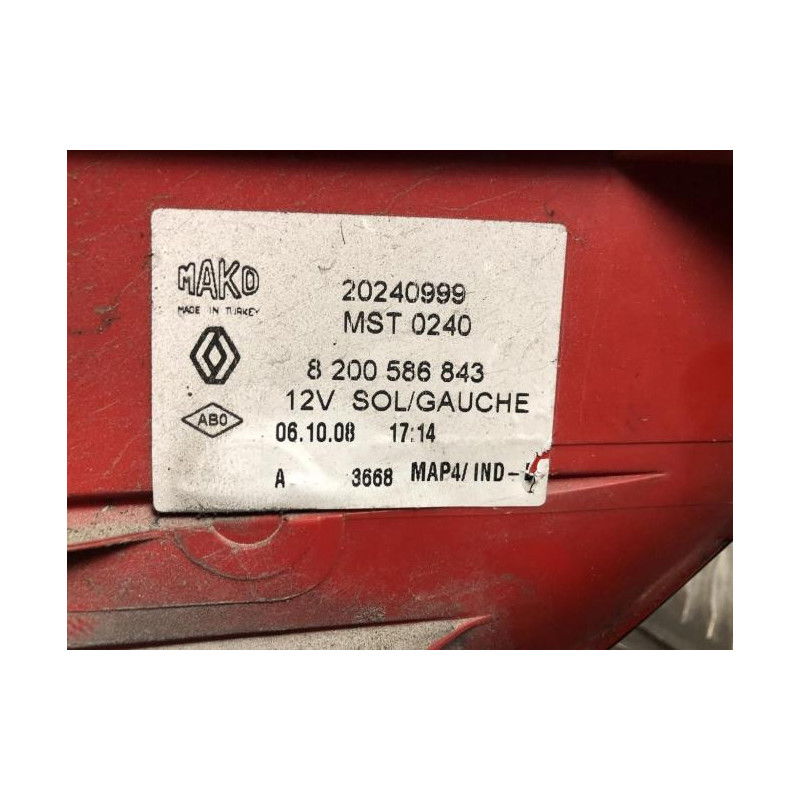 MAKO
MADE IN TURKEY
20240999
MST 0240
8 200 586 843
12V SOL/GAUCHE
AB0
06.10.08 17:14
A 3668 MAP4/ IND-